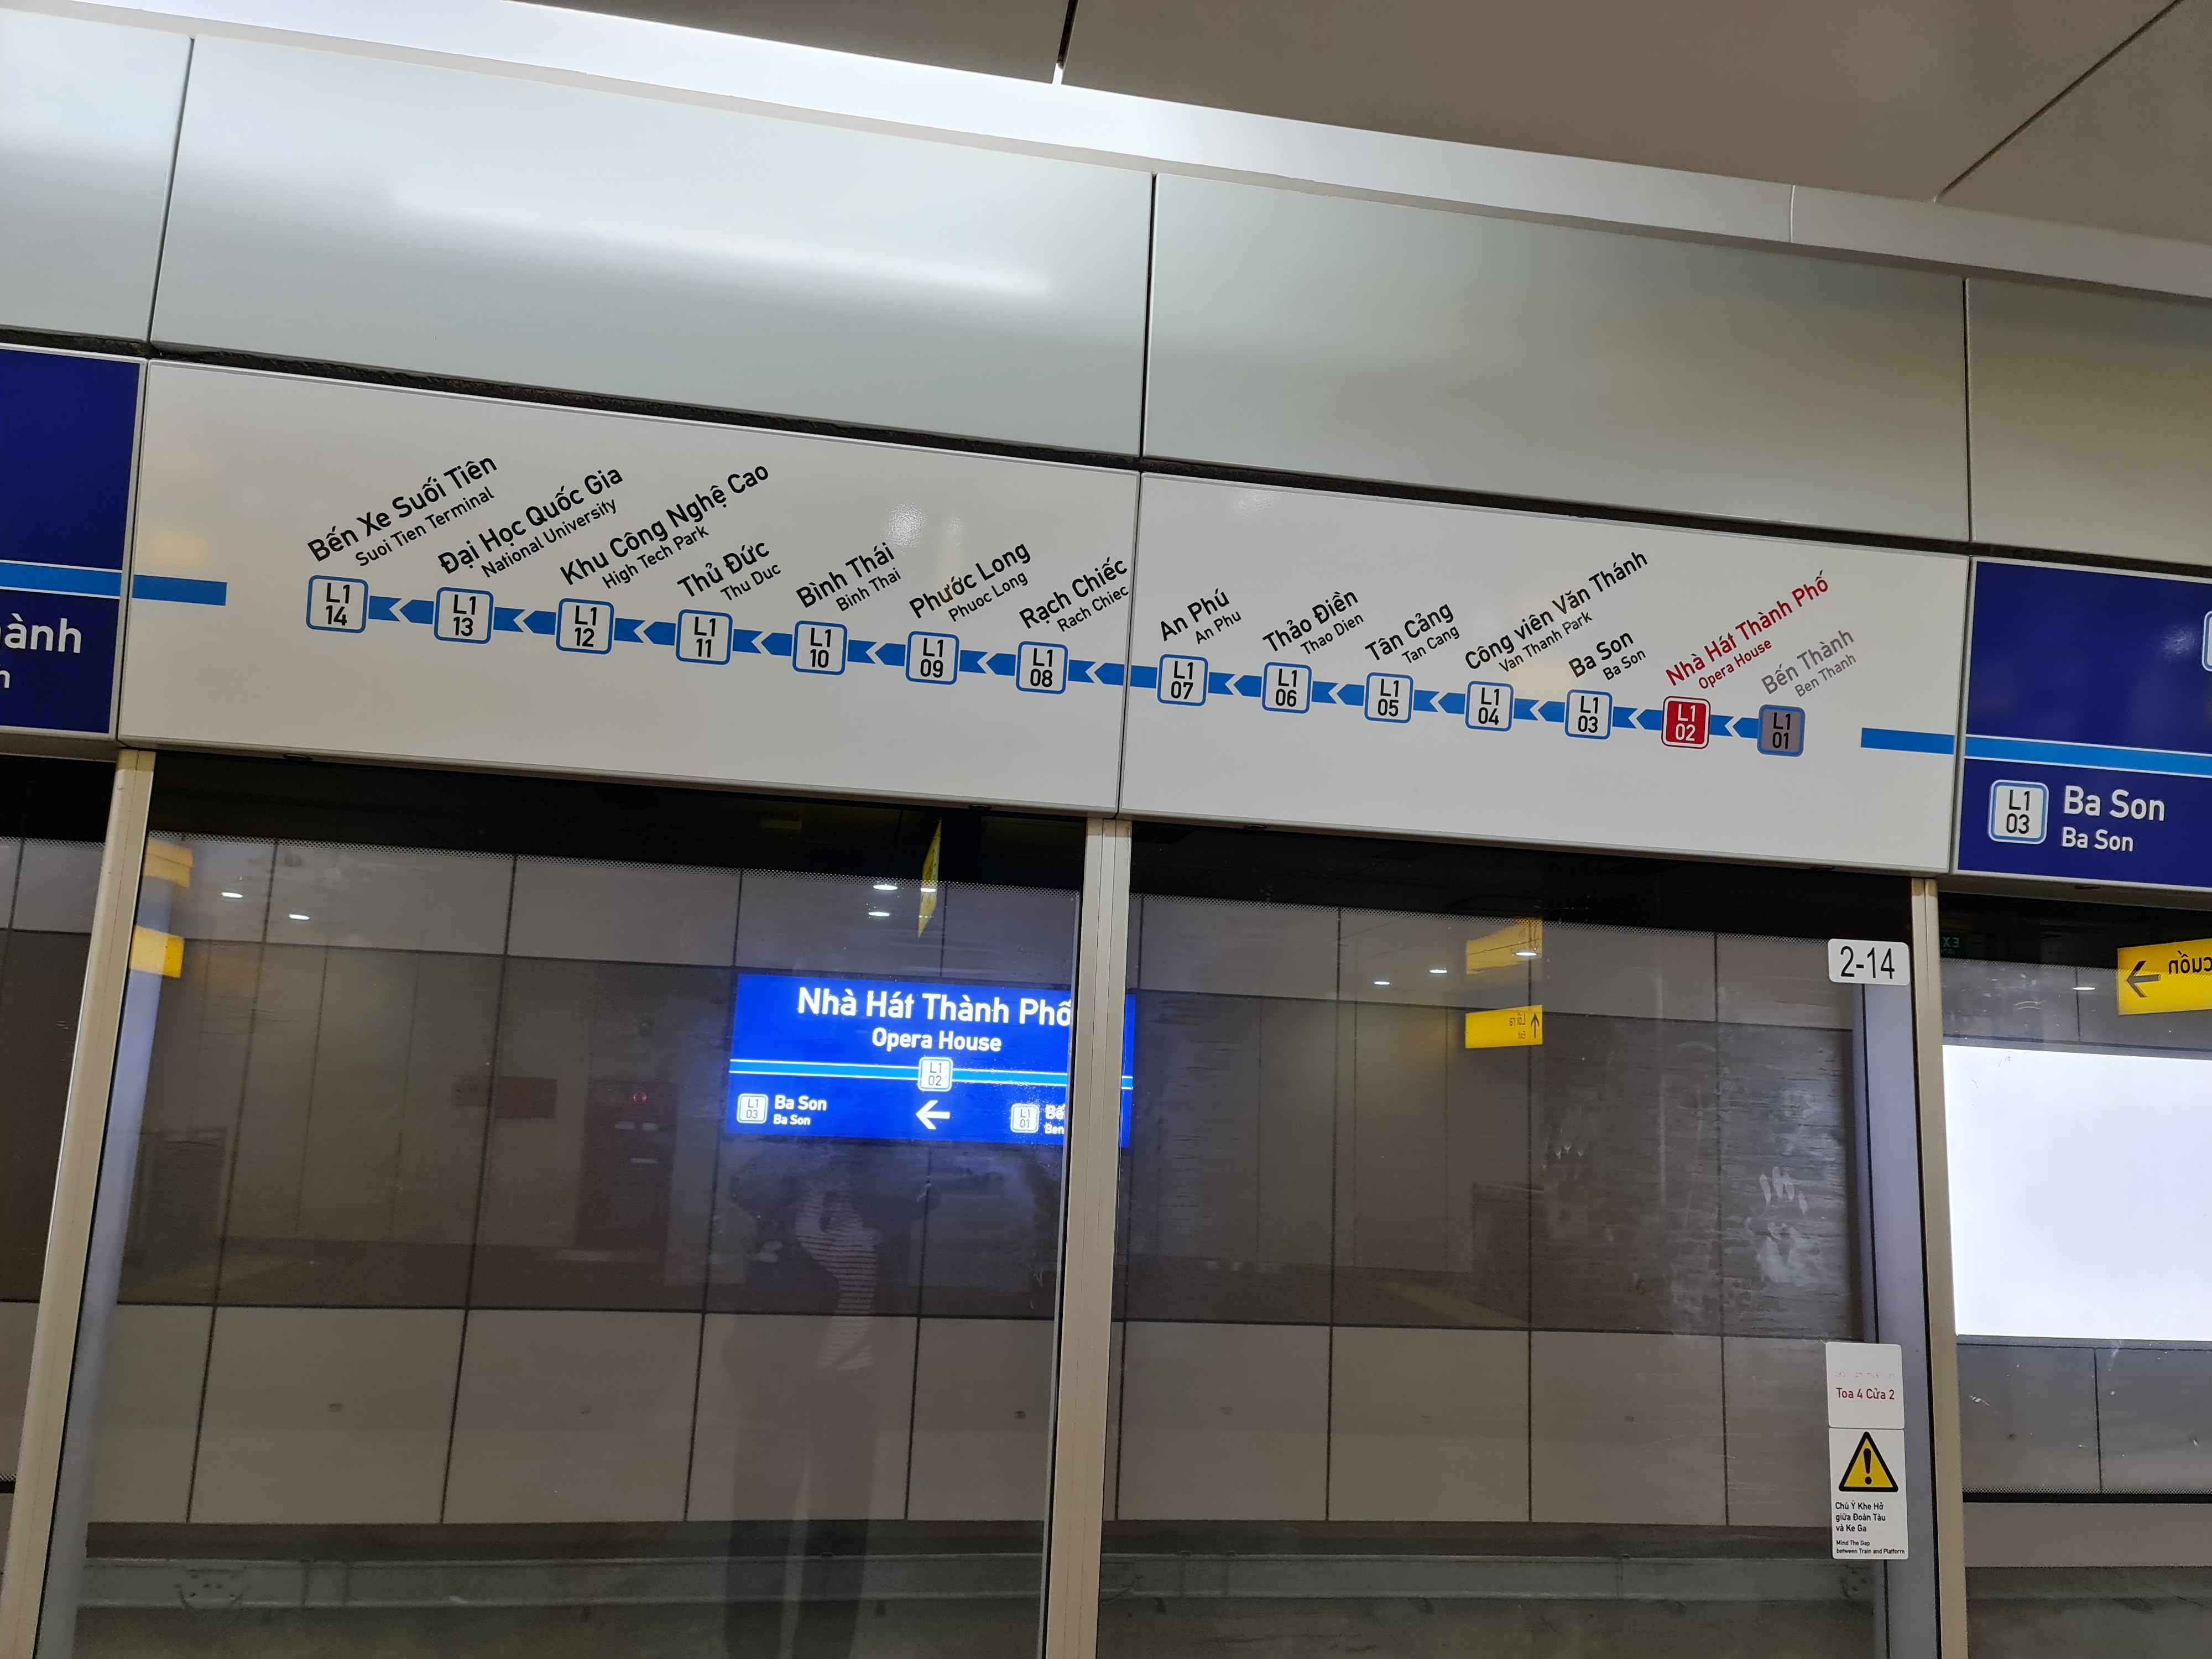 Bến Xe Suối Tiên
Suoi Tien Terminal
Đại Học Quốc Gia
National University
Khu Công Nghệ Cao
High Tech Park
Thủ Đức
Thu Duc
Bình Thái
Binh Thai
Phước Long
Phuoc Long
Rạch Chiếc
Rach Chiec
An Phú
An Phu
Thảo Điền
Thao Dien
Tân Cảng
Tan Cang
Công viên Văn Thánh
Van Thanh Park
Ba Son
Ba Son
Nhà Hát Thành Phố
Opera House
Bến Thành
Ben Thanh
L1 14
L1 13
L1 12
L1 11
L1 10
L1 09
L1 08
L1 07
L1 06
L1 05
L1 04
L1 03
L1 02
L1 01
L1 03
Ba Son
Ba Son
2-14
Nhà Hát Thành Phố
Opera House
L1 02
L1 03
Ba Son
Ba Son
L1 01
Toa 4 Cửa 2
Chú Ý Khe Hở
giữa Đoàn Tàu
và Ke Ga
Mind The Gap
between Train and Platform